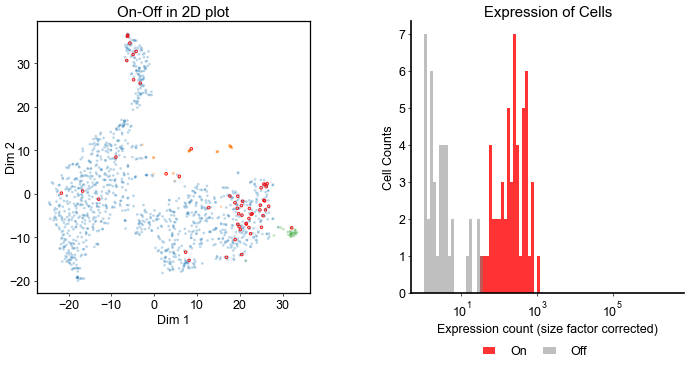 On-Off in 2D plot
Dim 2
40
30
20
10
0
−10
−20
−20 −10 0 10 20 30
Dim 1
Expression of Cells
Cell Counts
7
6
5
4
3
2
1
0
10^1 10^3 10^5
Expression count (size factor corrected)
On Off